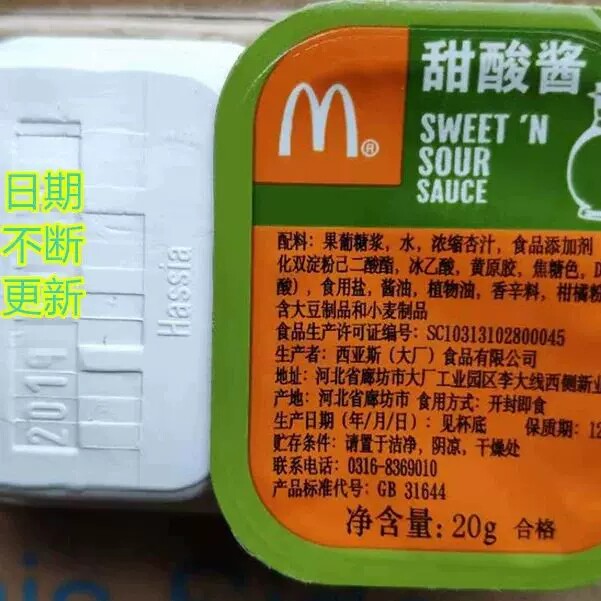 甜酸酱
SWEET 'N
SOUR
SAUCE
M®
日期
不断
更新
Hassia
2019
配料：果葡糖浆，水，浓缩杏汁，食品添加剂
化双淀粉己二酸酯，冰乙酸，黄原胶，焦糖色，D
酸），食用盐，酱油，植物油，香辛料，柑橘粉
含大豆制品和小麦制品
食品生产许可证编号：SC10313102800045
生产者：西亚斯（大厂）食品有限公司
地址：河北省廊坊市大厂工业园区李大线西侧新业
产地：河北省廊坊市 食用方式：开封即食
生产日期（年/月/日）：见杯底 保质期：12
贮存条件：请置于洁净，阴凉，干燥处
联系电话：0316-8369010
产品标准代号：GB 31644
净含量：20g 合格